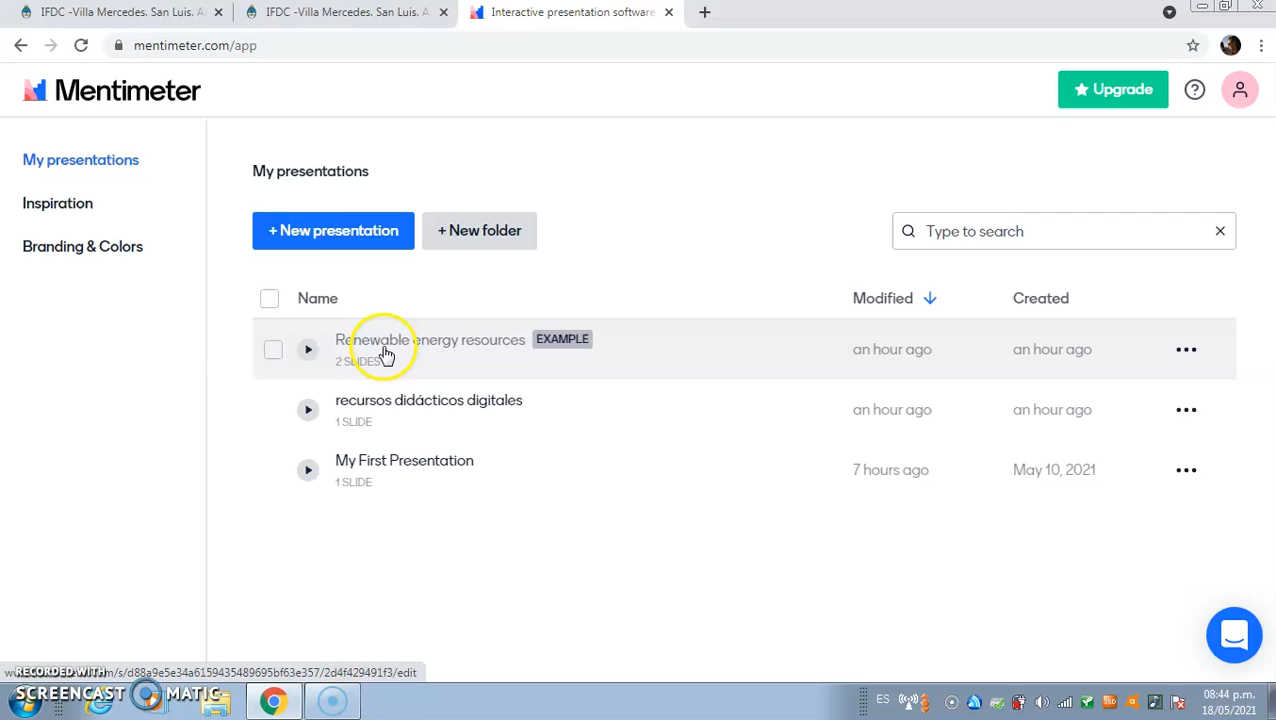 IFDC -Villa Mercedes. San Luis. A
IFDC -Villa Mercedes. San Luis. A
Interactive presentation software
mentimeter.com/app
Mentimeter
Upgrade
My presentations
Inspiration
Branding & Colors
My presentations
+ New presentation
+ New folder
Type to search
Name
Modified
Created
Renewable energy resources
EXAMPLE
2 SLIDES
an hour ago
an hour ago
recursos didácticos digitales
1 SLIDE
an hour ago
an hour ago
My First Presentation
1 SLIDE
7 hours ago
May 10, 2021
m/s/d88a9e5e34a6159435489695bf63e357/2d4f429491f3/edit
RECORDED WITH
SCREENCAST MATIC
ES
08:44 p.m.
18/05/2021